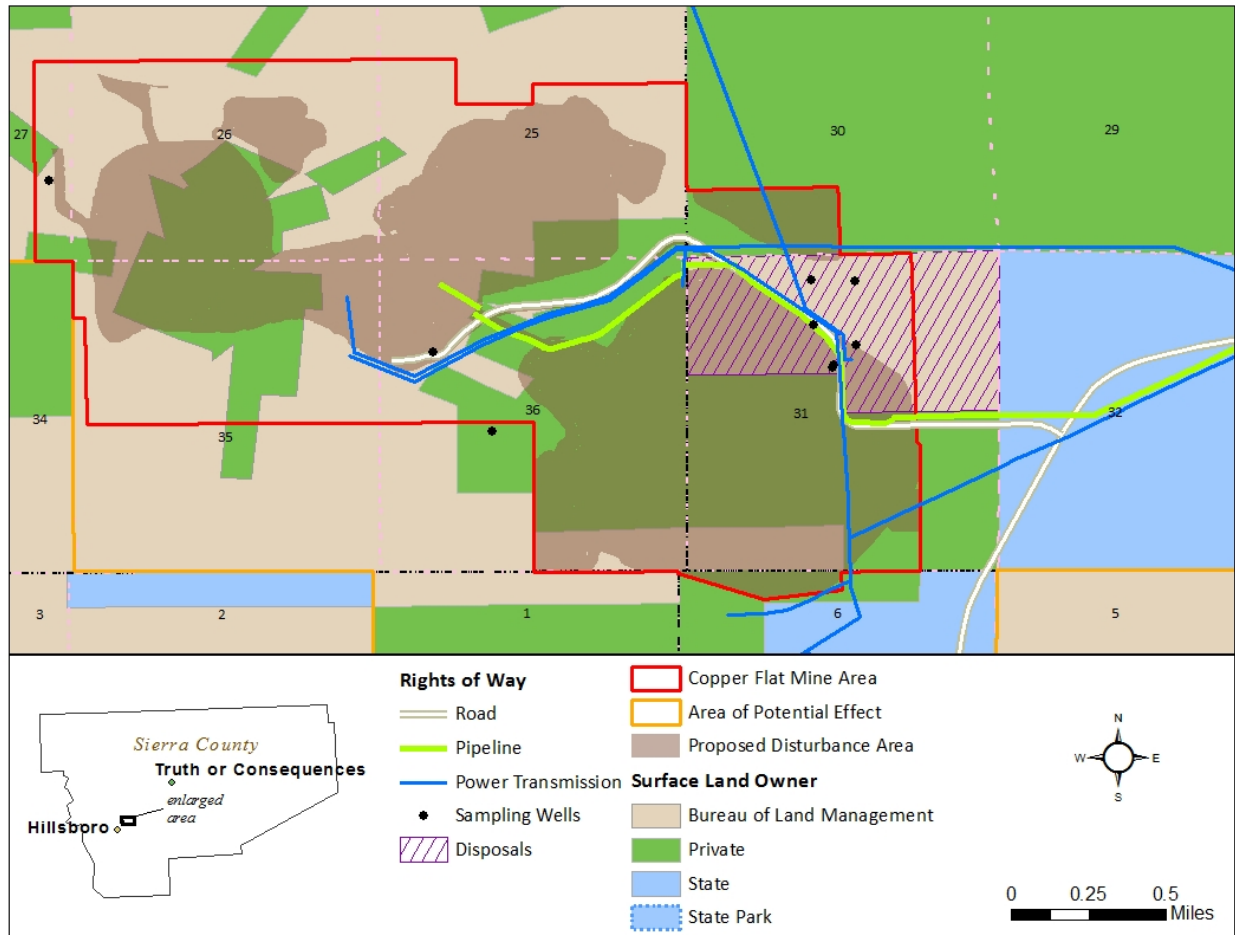 27
26
25
30
29
34
35
36
31
32
3
2
1
6
5
Sierra County
Truth or Consequences
enlarged
area
Hillsboro
Rights of Way
Road
Pipeline
Power Transmission
Sampling Wells
Disposals
Copper Flat Mine Area
Area of Potential Effect
Proposed Disturbance Area
Surface Land Owner
Bureau of Land Management
Private
State
State Park
N
W E
S
0 0.25 0.5
Miles